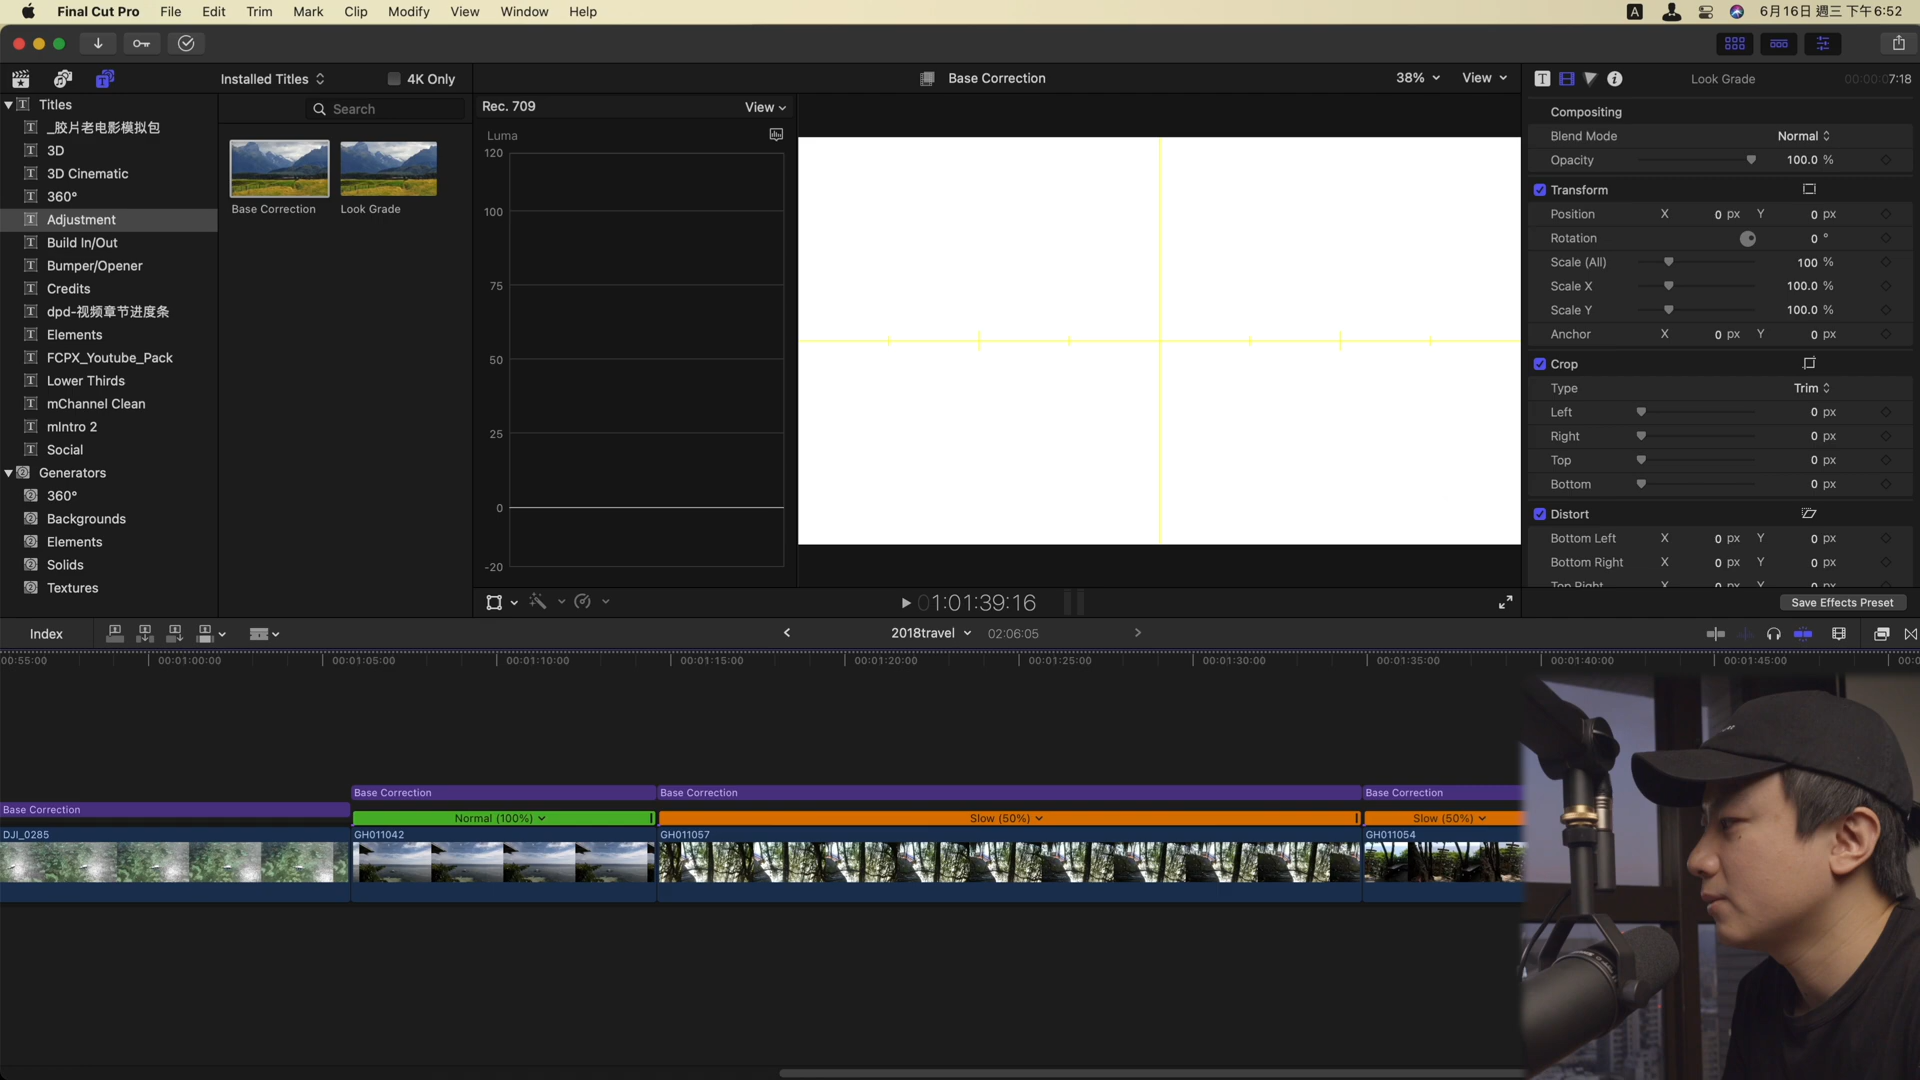 Final Cut Pro File Edit Trim Mark Clip Modify View Window Help
A 6月16日 週三 下午6:52
Installed Titles 4K Only
Base Correction 38% View
Look Grade 00:00:07:18
Titles
_胶片老电影模拟包
3D
3D Cinematic
360°
Adjustment
Build In/Out
Bumper/Opener
Credits
dpd-视频章节进度条
Elements
FCPX_Youtube_Pack
Lower Thirds
mChannel Clean
mIntro 2
Social
Generators
360°
Backgrounds
Elements
Solids
Textures
Search
Base Correction
Look Grade
Rec. 709 View
Luma
120
100
75
50
25
0
-20
Compositing
Blend Mode Normal
Opacity 100.0 %
Transform
Position X 0 px Y 0 px
Rotation 0 °
Scale (All) 100 %
Scale X 100.0 %
Scale Y 100.0 %
Anchor X 0 px Y 0 px
Crop
Type Trim
Left 0 px
Right 0 px
Top 0 px
Bottom 0 px
Distort
Bottom Left X 0 px Y 0 px
Bottom Right X 0 px Y 0 px
Top Right X 0 px Y 0 px
Save Effects Preset
01:01:39:16
Index
2018travel 02:06:05
00:55:00 00:01:00:00 00:01:05:00 00:01:10:00 00:01:15:00 00:01:20:00 00:01:25:00 00:01:30:00 00:01:35:00 00:01:40:00 00:01:45:00
Base Correction Base Correction Base Correction
Base Correction
Normal (100%) Slow (50%) Slow (50%)
DJI_0285 GH011042 GH011057 GH011054